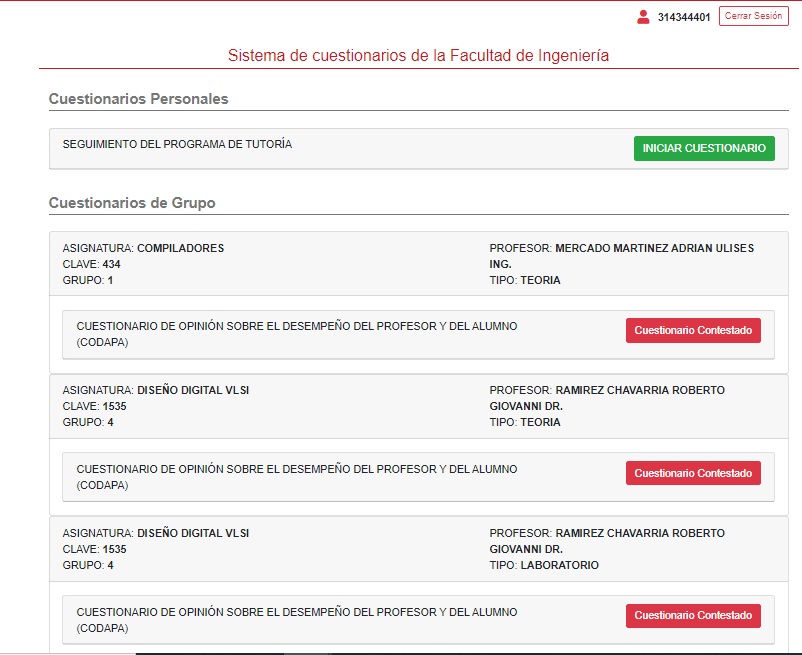 314344401 Cerrar Sesión
Sistema de cuestionarios de la Facultad de Ingeniería
Cuestionarios Personales
SEGUIMIENTO DEL PROGRAMA DE TUTORÍA INICIAR CUESTIONARIO
Cuestionarios de Grupo
ASIGNATURA: COMPILADORES
CLAVE: 434
GRUPO: 1
PROFESOR: MERCADO MARTINEZ ADRIAN ULISES
ING.
TIPO: TEORIA
CUESTIONARIO DE OPINIÓN SOBRE EL DESEMPEÑO DEL PROFESOR Y DEL ALUMNO
(CODAPA)
Cuestionario Contestado
ASIGNATURA: DISEÑO DIGITAL VLSI
CLAVE: 1535
GRUPO: 4
PROFESOR: RAMIREZ CHAVARRIA ROBERTO
GIOVANNI DR.
TIPO: TEORIA
CUESTIONARIO DE OPINIÓN SOBRE EL DESEMPEÑO DEL PROFESOR Y DEL ALUMNO
(CODAPA)
Cuestionario Contestado
ASIGNATURA: DISEÑO DIGITAL VLSI
CLAVE: 1535
GRUPO: 4
PROFESOR: RAMIREZ CHAVARRIA ROBERTO
GIOVANNI DR.
TIPO: LABORATORIO
CUESTIONARIO DE OPINIÓN SOBRE EL DESEMPEÑO DEL PROFESOR Y DEL ALUMNO
(CODAPA)
Cuestionario Contestado